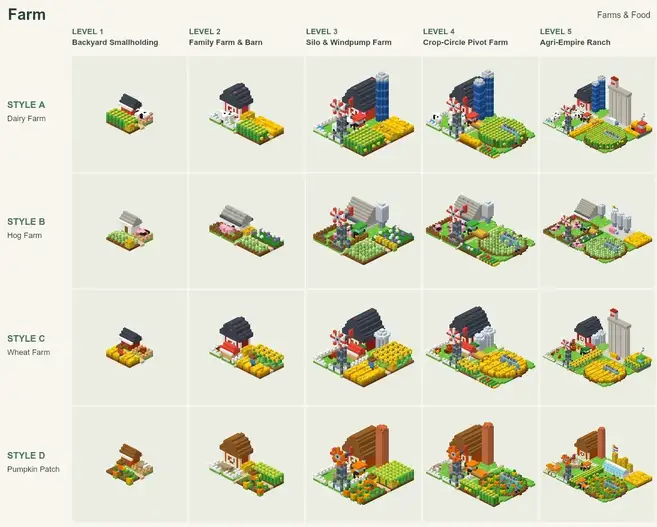 Farm
Farms & Food
LEVEL 1
Backyard Smallholding
LEVEL 2
Family Farm & Barn
LEVEL 3
Silo & Windpump Farm
LEVEL 4
Crop-Circle Pivot Farm
LEVEL 5
Agri-Empire Ranch
STYLE A
Dairy Farm
STYLE B
Hog Farm
STYLE C
Wheat Farm
STYLE D
Pumpkin Patch